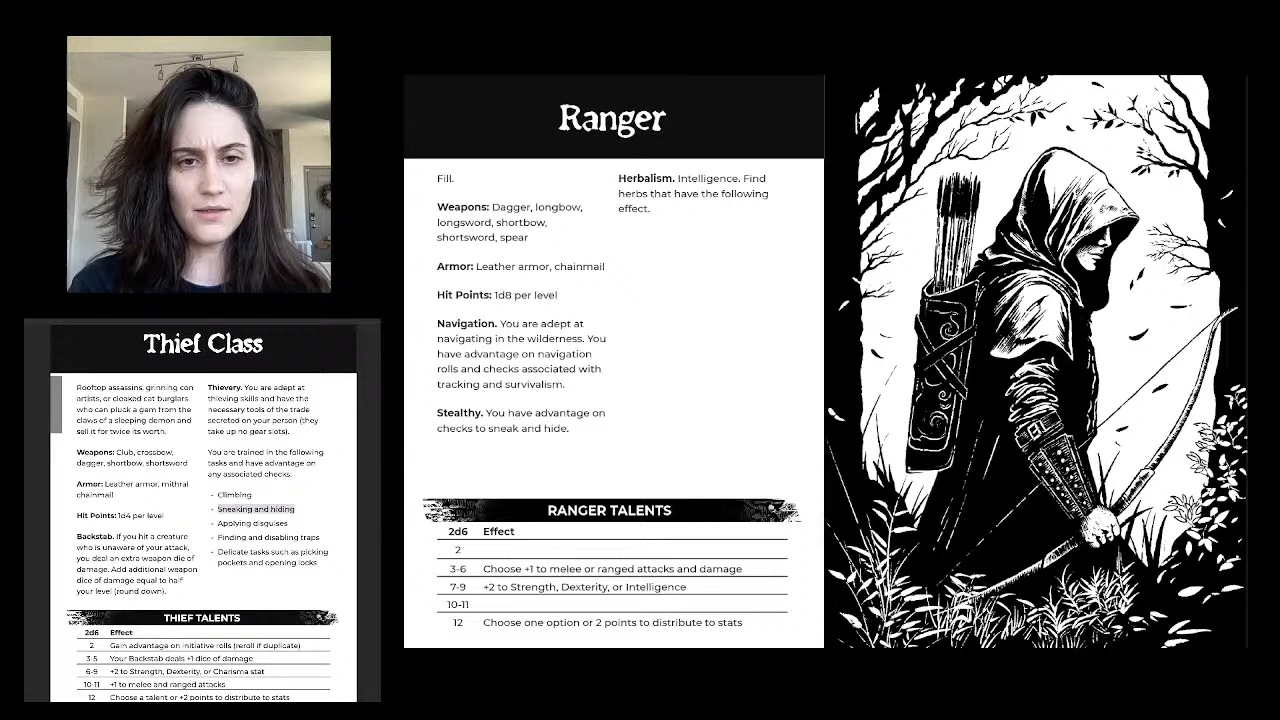 Ranger
Fill.
Weapons: Dagger, longbow,
longsword, shortbow,
shortsword, spear
Armor: Leather armor, chainmail
Hit Points: 1d8 per level
Navigation. You are adept at
navigating in the wilderness. You
have advantage on navigation
rolls and checks associated with
tracking and survivalism.
Stealthy. You have advantage on
checks to sneak and hide.
Herbalism. Intelligence. Find
herbs that have the following
effect.
RANGER TALENTS
2d6 Effect
2
3-6 Choose +1 to melee or ranged attacks and damage
7-9 +2 to Strength, Dexterity, or Intelligence
10-11
12 Choose one option or 2 points to distribute to stats
Thief Class
Rooftop assassins, grinning con
artists, or cloaked cat burglars
who can pluck a gem from the
claws of a sleeping demon and
sell it for twice its worth.
Weapons: Club, crossbow,
dagger, shortbow, shortsword
Armor: Leather armor, mithral
chainmail
Hit Points: 1d4 per level
Backstab. If you hit a creature
who is unaware of your attack,
you deal an extra weapon die of
damage. Add additional weapon
dice of damage equal to half
your level (round down).
Thievery. You are adept at
thieving skills and have the
necessary tools of the trade
secreted on your person (they
take up no gear slots).
You are trained in the following
tasks and have advantage on
any associated checks:
• Climbing
• Sneaking and hiding
• Applying disguises
• Finding and disabling traps
• Delicate tasks such as picking
pockets and opening locks
THIEF TALENTS
2d6 Effect
2 Gain advantage on initiative rolls (reroll if duplicate)
3-5 Your Backstab deals +1 dice of damage
6-9 +2 to Strength, Dexterity, or Charisma stat
10-11 +1 to melee and ranged attacks
12 Choose a talent or +2 points to distribute to stats